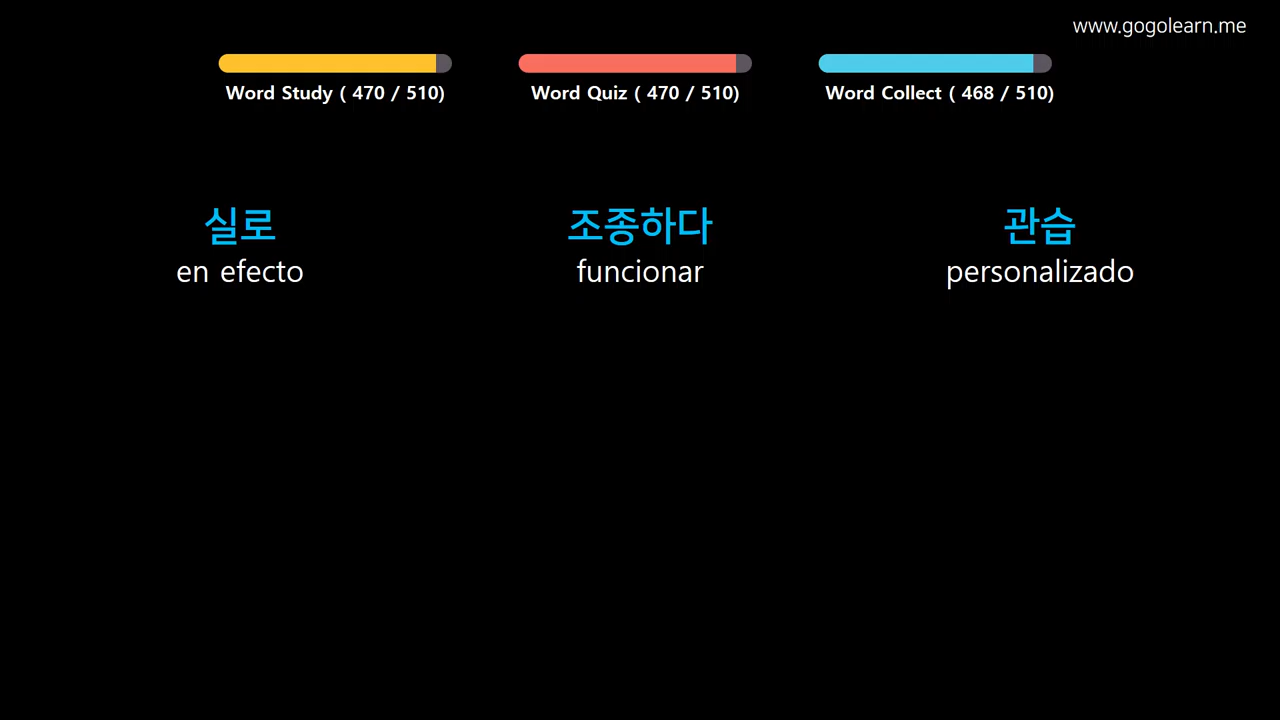 www.gogolearn.me
Word Study ( 470 / 510)
Word Quiz ( 470 / 510)
Word Collect ( 468 / 510)
실로
en efecto
조종하다
funcionar
관습
personalizado